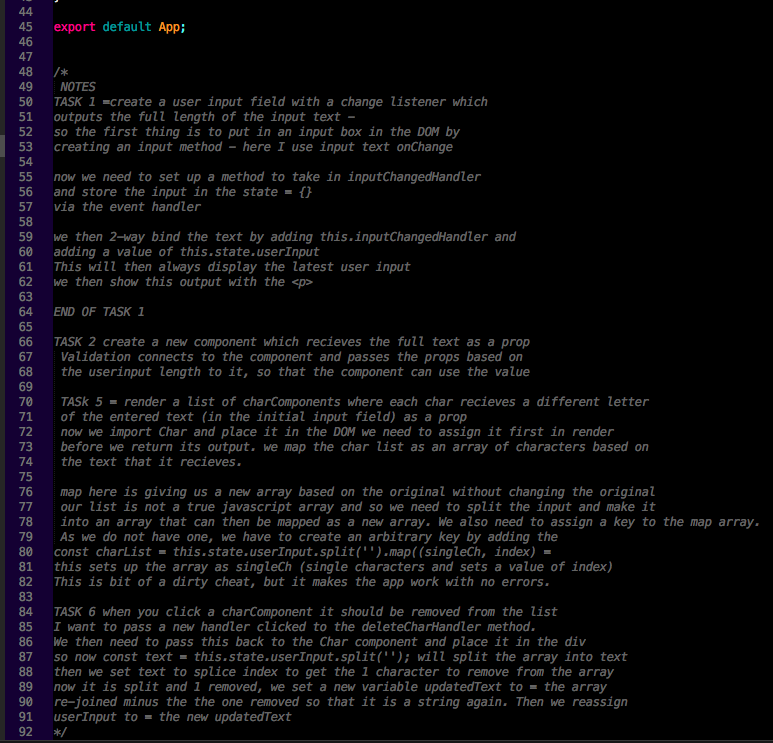 44
45 export default App;
46
47
48 /*
49 NOTES
50 TASK 1 =create a user input field with a change listener which
51 outputs the full length of the input text -
52 so the first thing is to put in an input box in the DOM by
53 creating an input method - here I use input text onChange
54
55 now we need to set up a method to take in inputChangedHandler
56 and store the input in the state = {}
57 via the event handler
58
59 we then 2-way bind the text by adding this.inputChangedHandler and
60 adding a value of this.state.userInput
61 This will then always display the latest user input
62 we then show this output with the <p>
63
64 END OF TASK 1
65
66 TASK 2 create a new component which recieves the full text as a prop
67 Validation connects to the component and passes the props based on
68 the userinput length to it, so that the component can use the value
69
70 TASK 5 = render a list of charComponents where each char recieves a different letter
71 of the entered text (in the initial input field) as a prop
72 now we import Char and place it in the DOM we need to assign it first in render
73 before we return its output. we map the char list as an array of characters based on
74 the text that it recieves.
75
76 map here is giving us a new array based on the original without changing the original
77 our list is not a true javascript array and so we need to split the input and make it
78 into an array that can then be mapped as a new array. We also need to assign a key to the map array.
79 As we do not have one, we have to create an arbitrary key by adding the
80 const charList = this.state.userInput.split('').map((singleCh, index) =
81 this sets up the array as singleCh (single characters and sets a value of index)
82 This is bit of a dirty cheat, but it makes the app work with no errors.
83
84 TASK 6 when you click a charComponent it should be removed from the list
85 I want to pass a new handler clicked to the deleteCharHandler method.
86 We then need to pass this back to the Char component and place it in the div
87 so now const text = this.state.userInput.split(''); will split the array into text
88 then we set text to splice index to get the 1 character to remove from the array
89 now it is split and 1 removed, we set a new variable updatedText to = the array
90 re-joined minus the the one removed so that it is a string again. Then we reassign
91 userInput to = the new updatedText
92 */